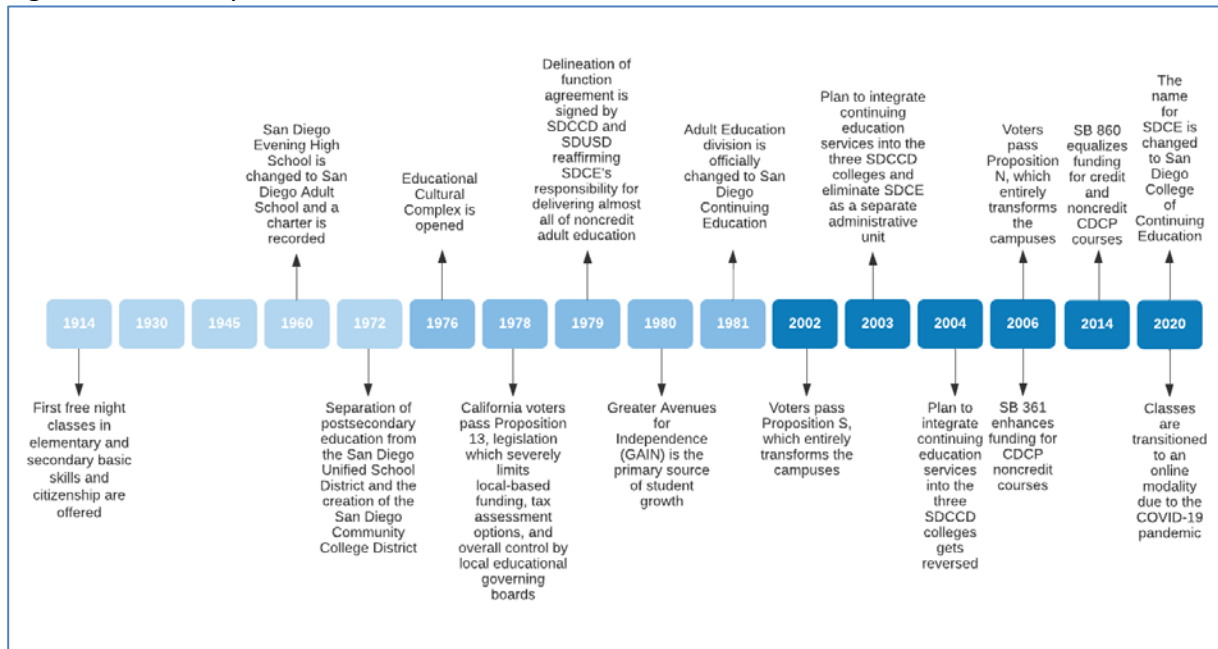 San Diego
Evening High
School is
changed to San
Diego Adult
School and a
charter is
recorded
Educational
Cultural
Complex is
opened
Delineation of
function
agreement is
signed by
SDCCD and
SDUSD
reaffirming
SDCE's
responsibility for
delivering almost
all of noncredit
adult education
Adult Education
division is
officially
changed to San
Diego
Continuing
Education
Plan to integrate
continuing
education
services into the
three SDCCD
colleges and
eliminate SDCE
as a separate
administrative
unit
Voters
pass
Proposition
N, which
entirely
transforms
the
campuses
SB 860
equalizes
funding
for credit
and
noncredit
CDCP
courses
The
name
for
SDCE is
changed
to San
Diego
College
of
Continuing
Education
1914
1930
1945
1960
1972
1976
1978
1979
1980
1981
2002
2003
2004
2006
2014
2020
First free night
classes in
elementary and
secondary basic
skills and
citizenship are
offered
Separation of
postsecondary
education from
the San Diego
Unified School
District and the
creation of the
San Diego
Community
College District
California voters
pass Proposition
13, legislation
which severely
limits
local-based
funding, tax
assessment
options, and
overall control by
local educational
governing
boards
Greater Avenues
for
Independence
(GAIN) is the
primary source
of student
growth
Voters pass
Proposition S,
which entirely
transforms the
campuses
Plan to
integrate
continuing
education
services
into the
three
SDCCD
colleges
gets
reversed
SB 361
enhances
funding for
CDCP
noncredit
courses
Classes
are
transitioned
to an
online
modality
due to the
COVID-19
pandemic